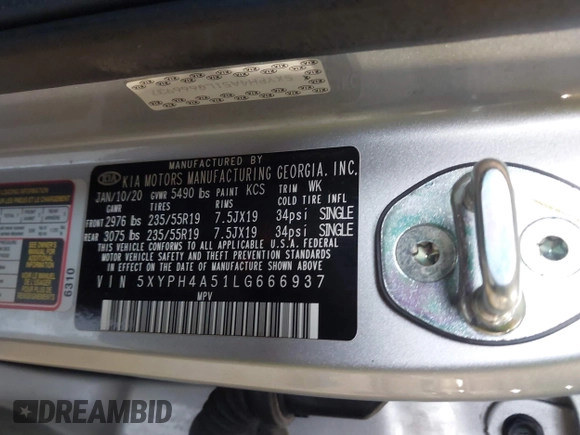 MANUFACTURED BY
KIA KIA MOTORS MANUFACTURING GEORGIA, INC.
JAN/10/20 GVWR 5490 lbs PAINT KCS TRIM WK
GAWR TIRES RIMS COLD TIRE INFL
FRONT 2976 lbs 235/55R19 7.5JX19 34psi SINGLE
REAR 3075 lbs 235/55R19 7.5JX19 34psi SINGLE
THIS VEHICLE CONFORMS TO ALL APPLICABLE U.S.A. FEDERAL
MOTOR VEHICLE SAFETY AND THEFT PREVENTION STANDARDS
IN EFFECT ON THE DATE OF MANUFACTURE SHOWN ABOVE.
VIN 5XYPH4A51LG666937
MPV
6310
DREAMBID